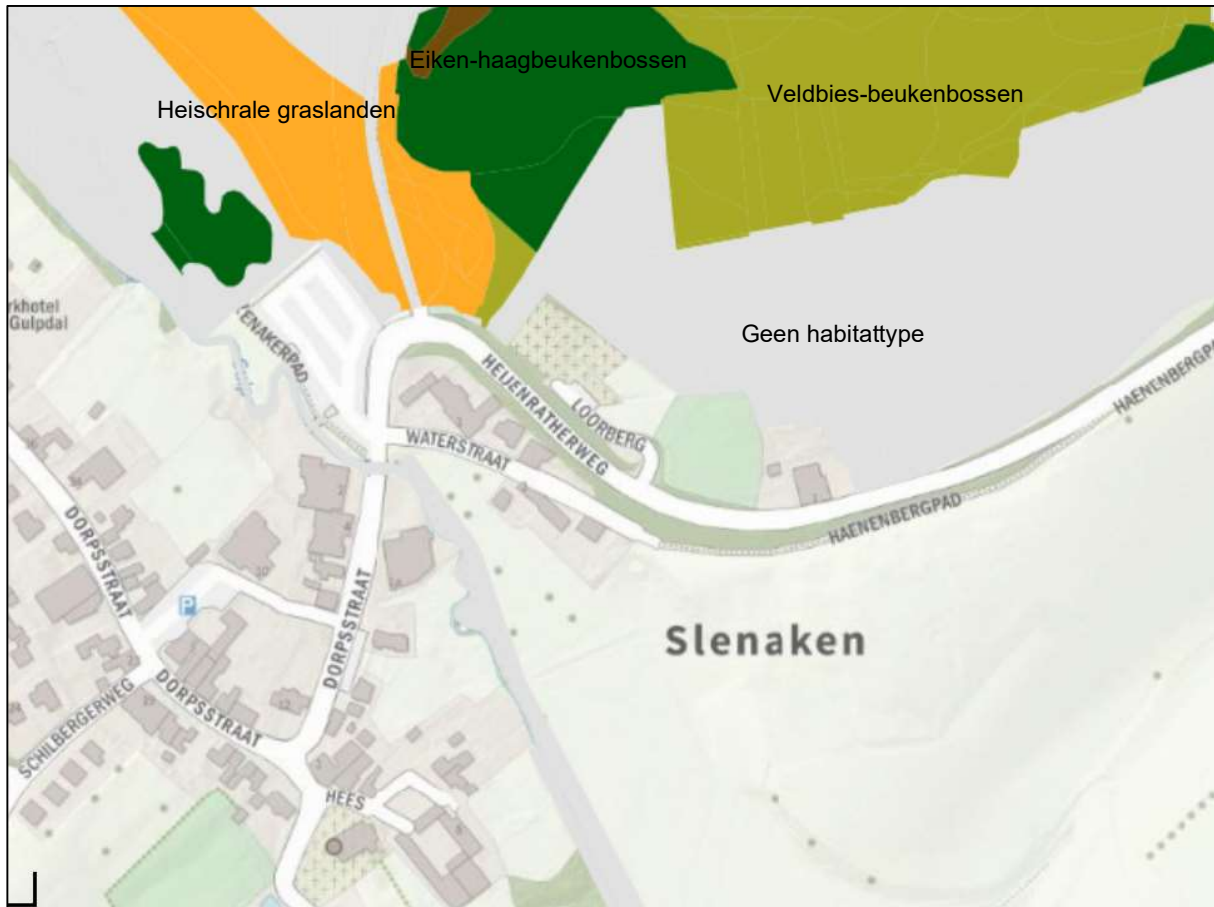 Eiken-haagbeukenbossen
Heischrale graslanden
Veldbies-beukenbossen
rkhotel
Gulpdal
ENAKERPAD
Geen habitattype
HEIJENRATHERWEG
LOORBERG
WATERSTRAAT
HAENENBERGPA
HAENENBERGPAD
DORPSSTRAAT
DORPSSTRAAT
P
Slenaken
DORPSSTRAAT
SCHILBERGERWEG
HEES